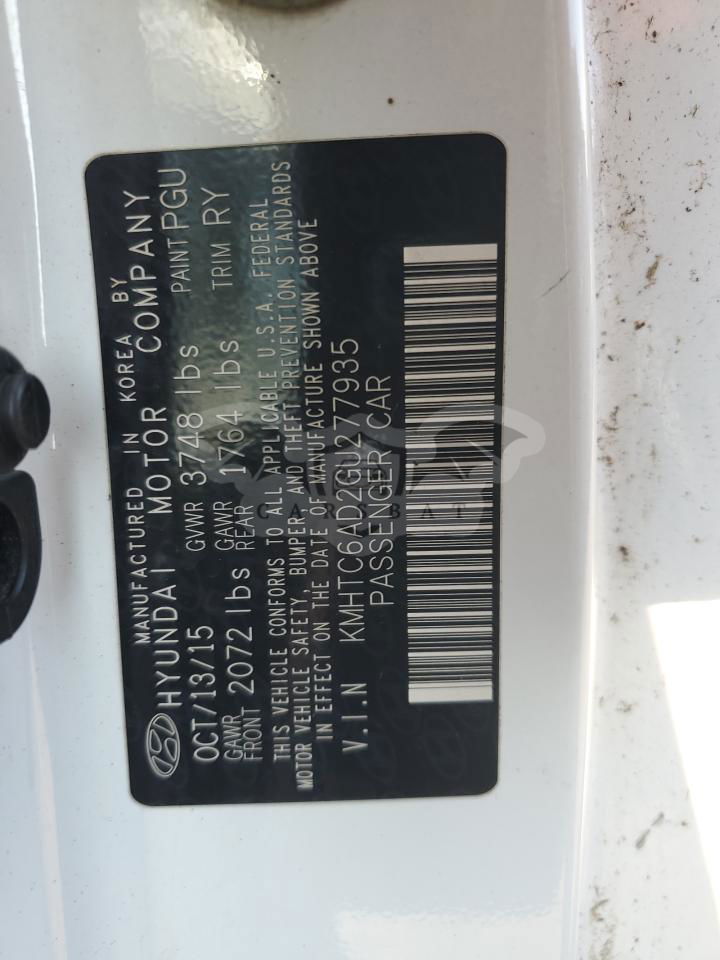 MANUFACTURED IN KOREA BY
HYUNDAI MOTOR COMPANY
OCT/13/15 GVWR 3748 lbs PAINT PGU
GAWR FRONT 2072 lbs GAWR REAR 1764 lbs TRIM RY
THIS VEHICLE CONFORMS TO ALL APPLICABLE U.S.A. FEDERAL
MOTOR VEHICLE SAFETY, BUMPER AND THEFT PREVENTION STANDARDS
IN EFFECT ON THE DATE OF MANUFACTURE SHOWN ABOVE
V.I.N KMHTC6AD2GU277935
PASSENGER CAR
CARSBAT